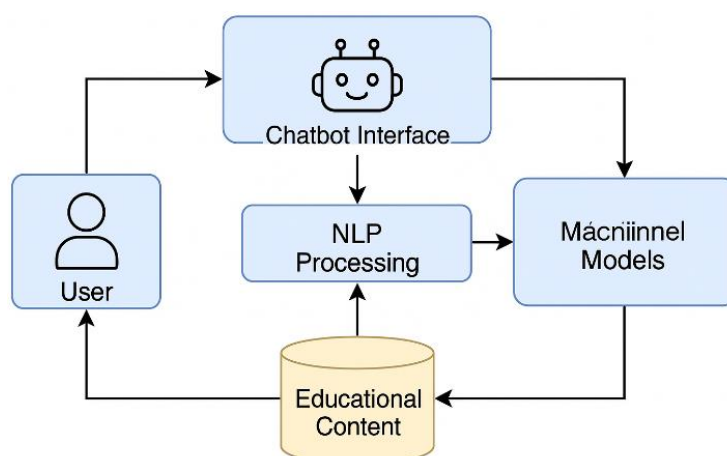 Chatbot Interface
User
NLP
Processing
Mácniinnel
Models
Educational
Content